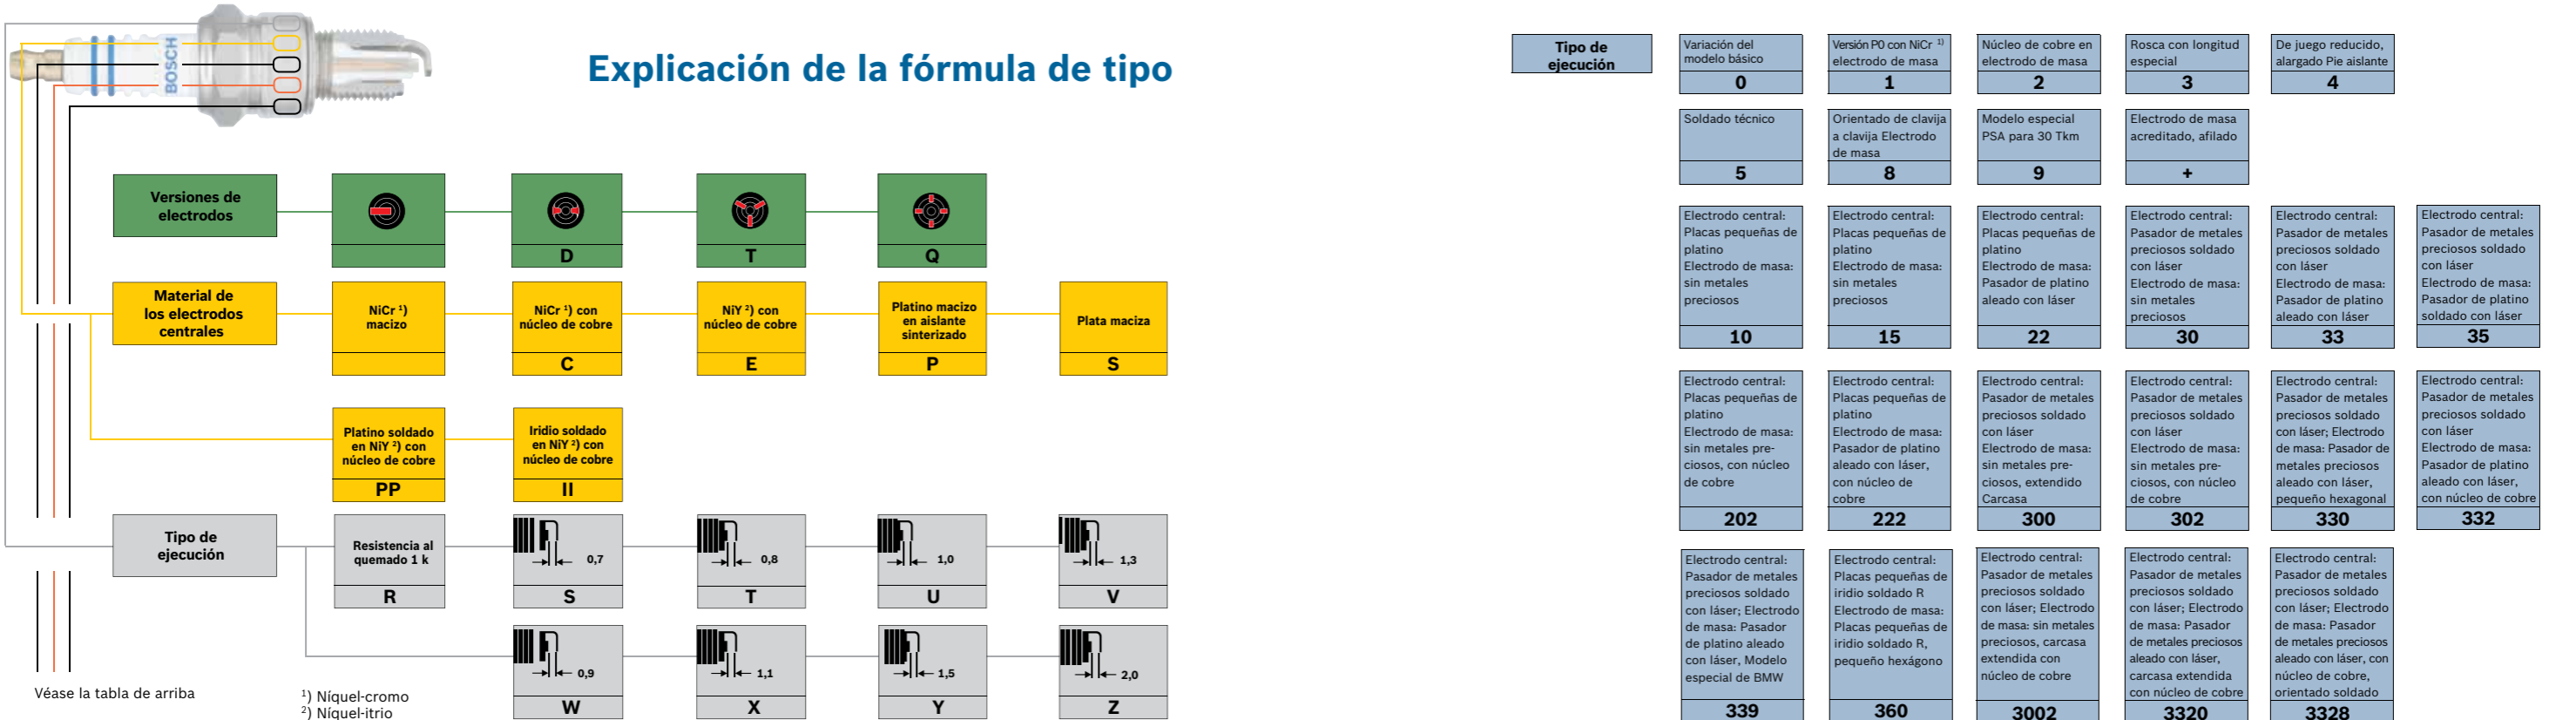 BOSCH
Explicación de la fórmula de tipo
Versiones de
electrodos
D
T
Q
Material de
los electrodos
centrales
NiCr ¹)
macizo
NiCr ¹) con
núcleo de cobre
C
NiY ²) con
núcleo de cobre
E
Platino macizo
en aislante
sinterizado
P
Plata maciza
S
Platino soldado
en NiY ²) con
núcleo de cobre
PP
Iridio soldado
en NiY ²) con
núcleo de cobre
II
Tipo de
ejecución
Resistencia al
quemado 1 k
R
0,7
S
0,8
T
1,0
U
1,3
V
0,9
W
1,1
X
1,5
Y
2,0
Z
Véase la tabla de arriba
¹) Níquel-cromo
²) Níquel-itrio
Tipo de
ejecución
Variación del
modelo básico
0
Versión P0 con NiCr ¹)
electrodo de masa
1
Núcleo de cobre en
electrodo de masa
2
Rosca con longitud
especial
3
De juego reducido,
alargado Pie aislante
4
Soldado técnico
5
Orientado de clavija
a clavija Electrodo
de masa
8
Modelo especial
PSA para 30 Tkm
9
Electrodo de masa
acreditado, afilado
+
Electrodo central:
Placas pequeñas de
platino
Electrodo de masa:
sin metales
preciosos
10
Electrodo central:
Placas pequeñas de
platino
Electrodo de masa:
sin metales
preciosos
15
Electrodo central:
Placas pequeñas de
platino
Electrodo de masa:
Pasador de platino
aleado con láser
22
Electrodo central:
Pasador de metales
preciosos soldado
con láser
Electrodo de masa:
sin metales
preciosos
30
Electrodo central:
Pasador de metales
preciosos soldado
con láser
Electrodo de masa:
Pasador de platino
aleado con láser
33
Electrodo central:
Pasador de metales
preciosos soldado
con láser
Electrodo de masa:
Pasador de platino
soldado con láser
35
Electrodo central:
Placas pequeñas de
platino
Electrodo de masa:
sin metales pre-
ciosos, con núcleo
de cobre
202
Electrodo central:
Placas pequeñas de
platino
Electrodo de masa:
Pasador de platino
aleado con láser,
con núcleo de
cobre
222
Electrodo central:
Pasador de metales
preciosos soldado
con láser
Electrodo de masa:
sin metales pre-
ciosos, extendido
Carcasa
300
Electrodo central:
Pasador de metales
preciosos soldado
con láser
Electrodo de masa:
sin metales pre-
ciosos, con núcleo
de cobre
302
Electrodo central:
Pasador de metales
preciosos soldado
con láser; Electrodo
de masa: Pasador de
metales preciosos
aleado con láser,
pequeño hexagonal
330
Electrodo central:
Pasador de metales
preciosos soldado
con láser
Electrodo de masa:
Pasador de platino
aleado con láser,
con núcleo de cobre
332
Electrodo central:
Pasador de metales
preciosos soldado
con láser; Electrodo
de masa: Pasador
de platino aleado
con láser, Modelo
especial de BMW
339
Electrodo central:
Placas pequeñas de
iridio soldado R
Electrodo de masa:
Placas pequeñas de
iridio soldado R,
pequeño hexágono
360
Electrodo central:
Pasador de metales
preciosos soldado
con láser; Electrodo
de masa: sin metales
preciosos, carcasa
extendida con
núcleo de cobre
3002
Electrodo central:
Pasador de metales
preciosos soldado
con láser; Electrodo
de masa: Pasador
de metales preciosos
aleado con láser,
carcasa extendida
con núcleo de cobre
3320
Electrodo central:
Pasador de metales
preciosos soldado
con láser; Electrodo
de masa: Pasador
de metales preciosos
aleado con láser, con
núcleo de cobre,
orientado soldado
3328